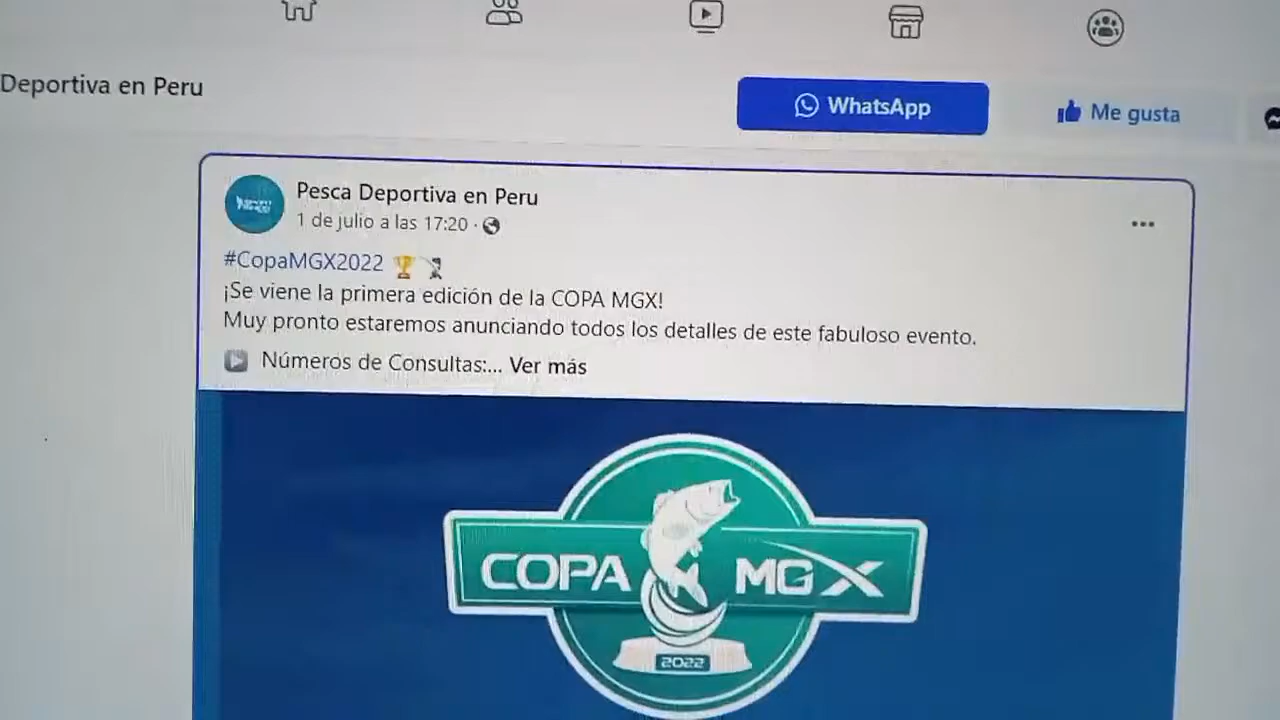 Deportiva en Peru
WhatsApp
Me gusta
Pesca Deportiva en Peru
1 de julio a las 17:20 ·
#CopaMGX2022
¡Se viene la primera edición de la COPA MGX!
Muy pronto estaremos anunciando todos los detalles de este fabuloso evento.
Números de Consultas:... Ver más
COPA MGX
2022